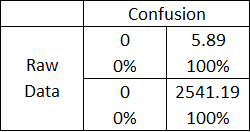 Confusion
Raw
Data
0 5.89
0% 100%
0 2541.19
0% 100%